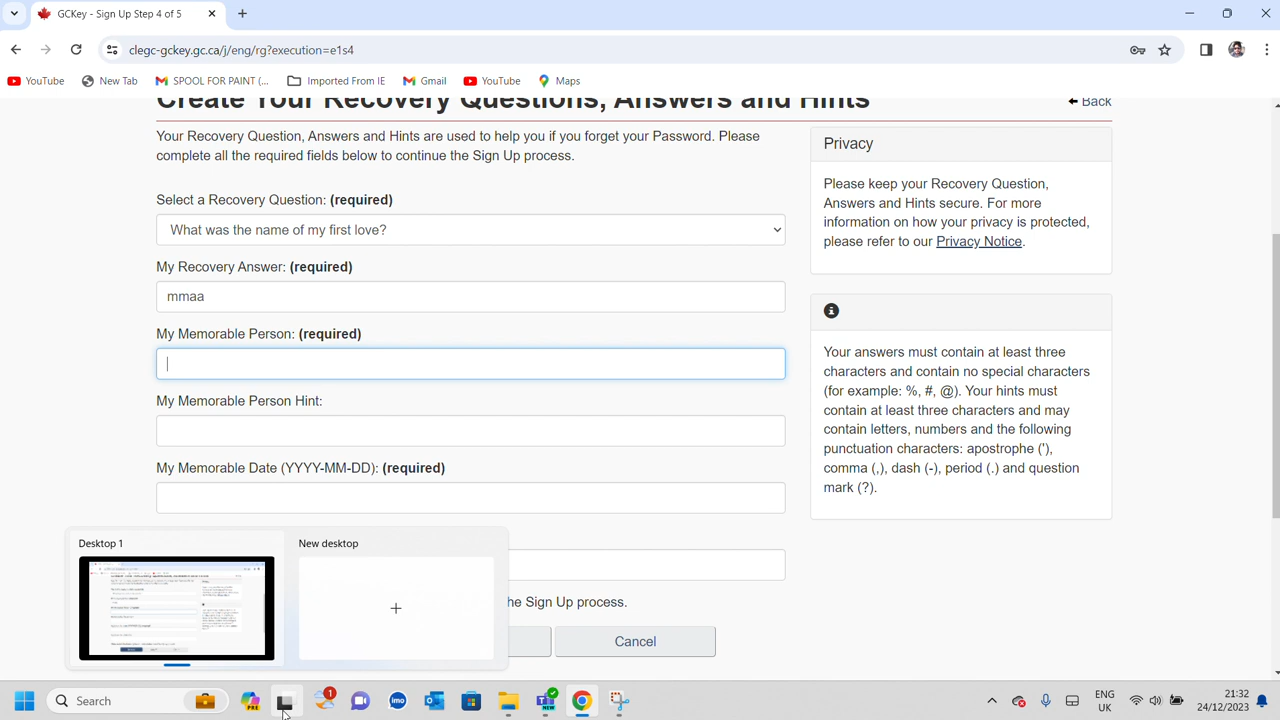 GCKey - Sign Up Step 4 of 5
clegc-gckey.gc.ca/j/eng/rg?execution=e1s4
YouTube New Tab SPOOL FOR PAINT (... Imported From IE Gmail YouTube Maps
Create Your Recovery Questions, Answers and Hints
Back
Your Recovery Question, Answers and Hints are used to help you if you forget your Password. Please
complete all the required fields below to continue the Sign Up process.
Select a Recovery Question: (required)
What was the name of my first love?
My Recovery Answer: (required)
mmaa
My Memorable Person: (required)
My Memorable Person Hint:
My Memorable Date (YYYY-MM-DD): (required)
he Sign Up process.
Cancel
Privacy
Please keep your Recovery Question,
Answers and Hints secure. For more
information on how your privacy is protected,
please refer to our Privacy Notice.
Your answers must contain at least three
characters and contain no special characters
(for example: %, #, @). Your hints must
contain at least three characters and may
contain letters, numbers and the following
punctuation characters: apostrophe ('),
comma (,), dash (-), period (.) and question
mark (?).
Desktop 1
New desktop
Search
1
imo
ENG
UK
21:32
24/12/2023